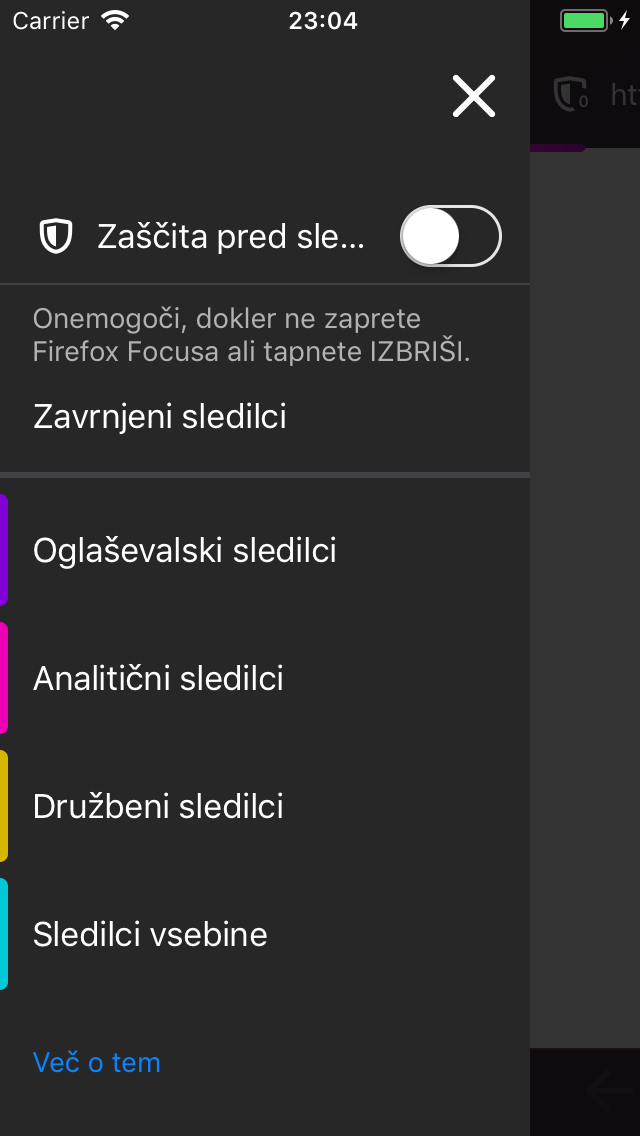 Carrier 23:04
0 ht
Zaščita pred sle...
Onemogoči, dokler ne zaprete
Firefox Focusa ali tapnete IZBRIŠI.
Zavrnjeni sledilci
Oglaševalski sledilci
Analitični sledilci
Družbeni sledilci
Sledilci vsebine
Več o tem